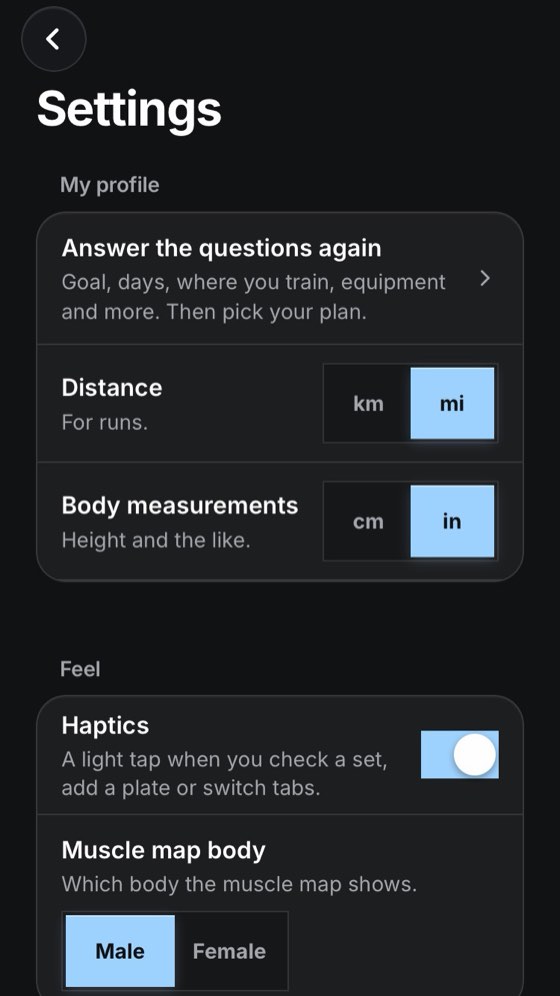 Settings
My profile
Answer the questions again
Goal, days, where you train, equipment
and more. Then pick your plan.
Distance
For runs.
km
mi
Body measurements
Height and the like.
cm
in
Feel
Haptics
A light tap when you check a set,
add a plate or switch tabs.
Muscle map body
Which body the muscle map shows.
Male
Female